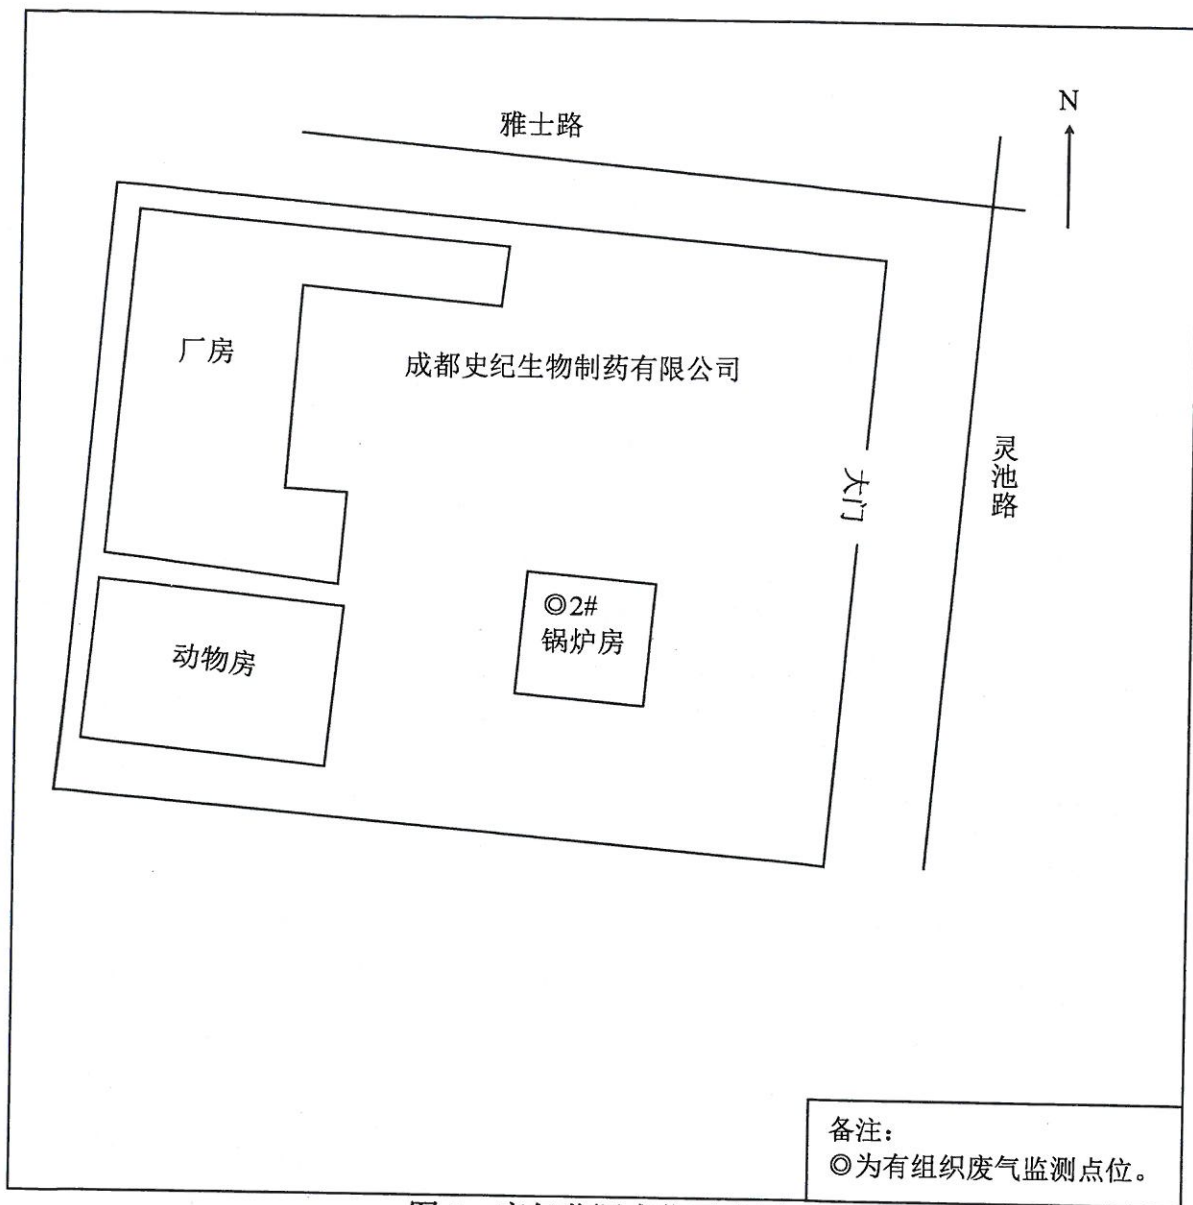 雅士路
N
厂房
成都史纪生物制药有限公司
灵池路
大门
◎2#
锅炉房
动物房
备注：
◎为有组织废气监测点位。